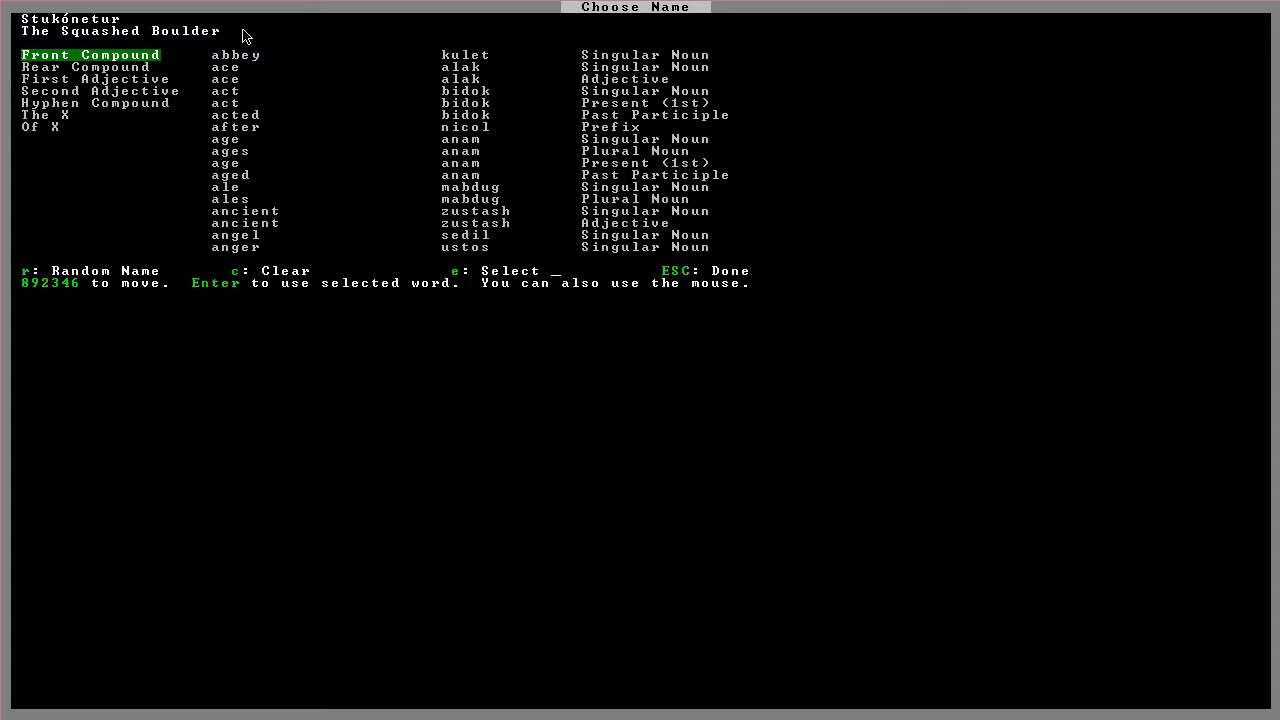 Choose Name
Stukónetur
The Squashed Boulder
Front Compound abbey kulet Singular Noun
Rear Compound ace alak Singular Noun
First Adjective ace alak Adjective
Second Adjective act bidok Singular Noun
Hyphen Compound act bidok Present (1st)
The X acted bidok Past Participle
Of X after nicol Prefix
age anam Singular Noun
ages anam Plural Noun
age anam Present (1st)
aged anam Past Participle
ale mabdug Singular Noun
ales mabdug Plural Noun
ancient zustash Singular Noun
ancient zustash Adjective
angel sedil Singular Noun
anger ustos Singular Noun
r: Random Name c: Clear e: Select _ ESC: Done
892346 to move. Enter to use selected word. You can also use the mouse.